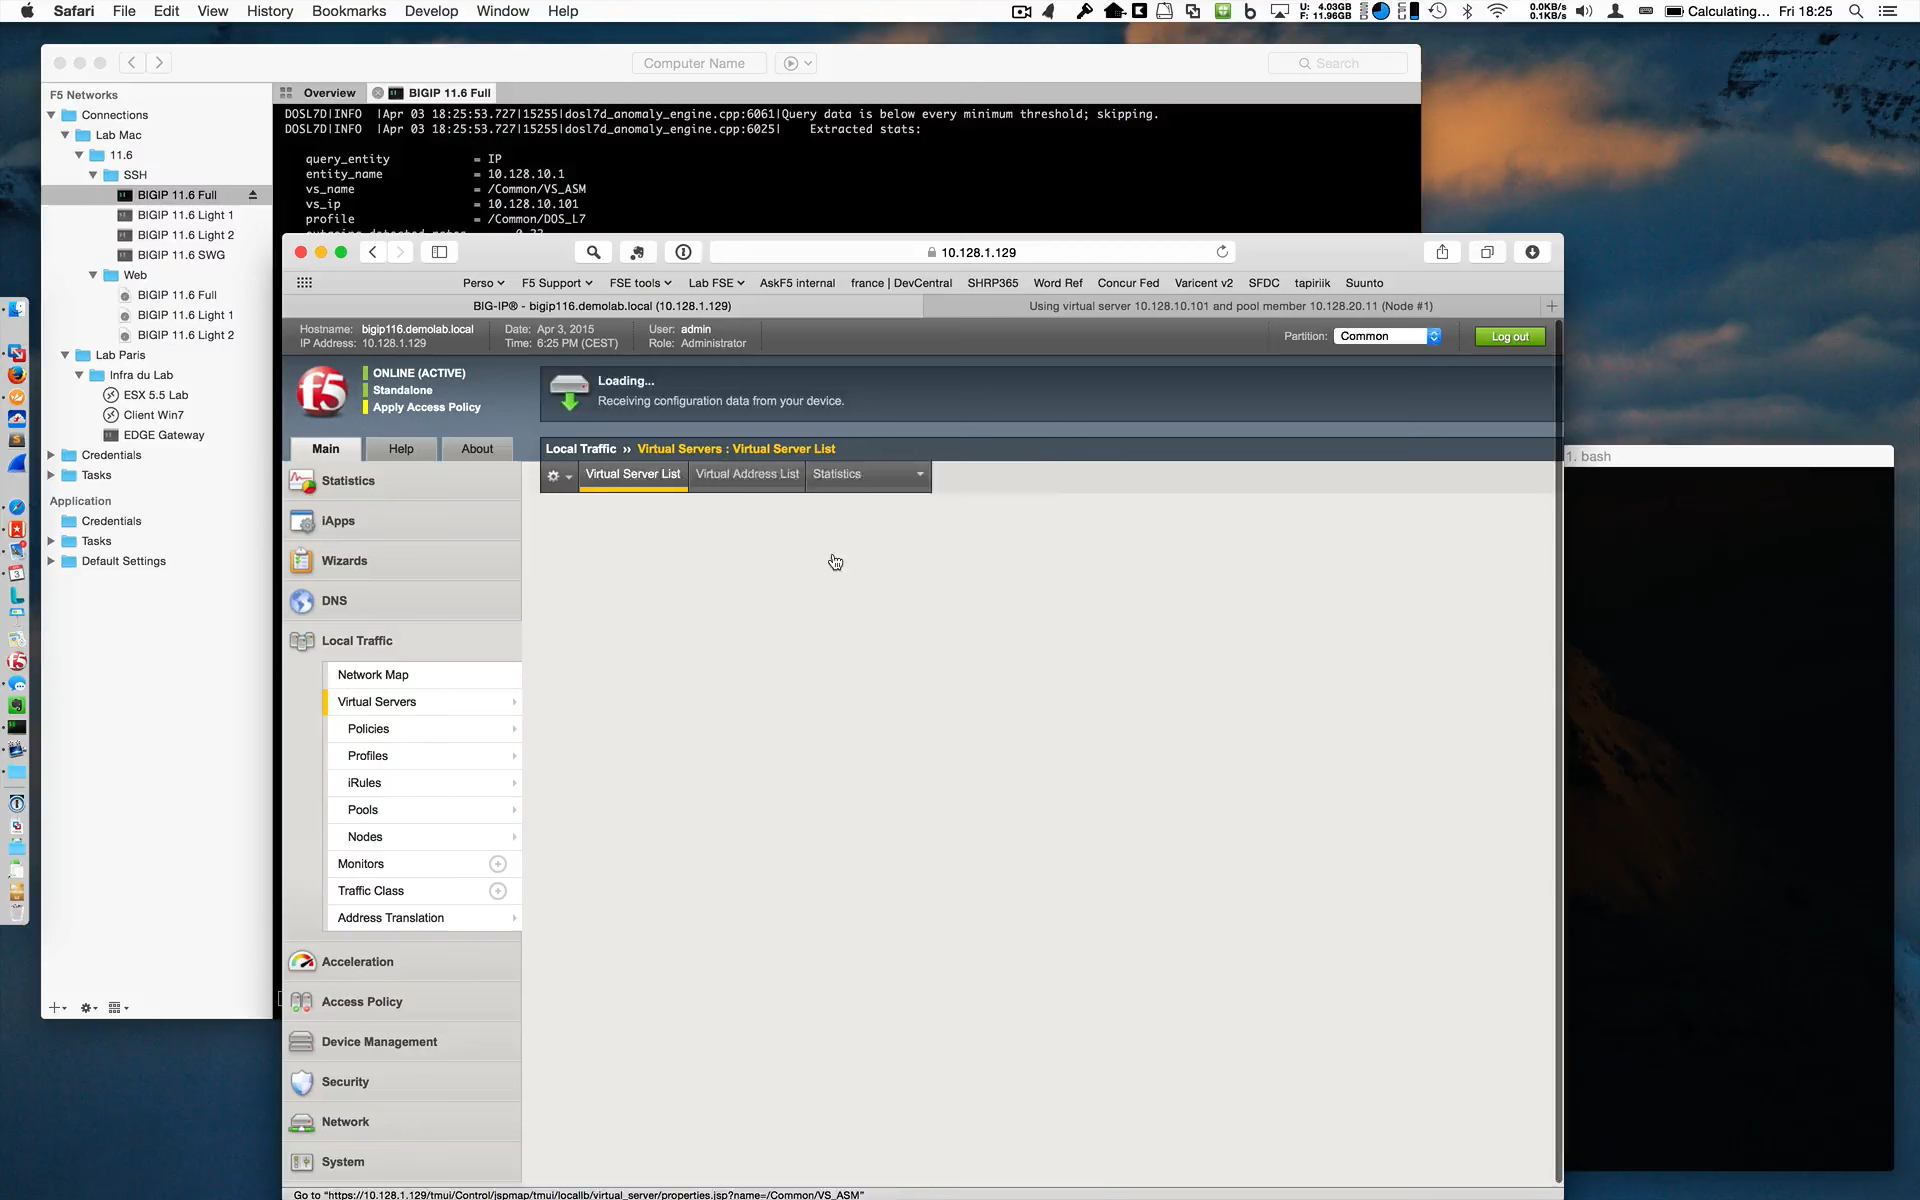 Safari File Edit View History Bookmarks Develop Window Help
U: 4.03GB
F: 11.96GB
0.0KB/s
0.1KB/s
Calculating... Fri 18:25
Computer Name
Search
F5 Networks
Connections
Lab Mac
11.6
SSH
BIGIP 11.6 Full
BIGIP 11.6 Light 1
BIGIP 11.6 Light 2
BIGIP 11.6 SWG
Web
BIGIP 11.6 Full
BIGIP 11.6 Light 1
BIGIP 11.6 Light 2
Lab Paris
Infra du Lab
ESX 5.5 Lab
Client Win7
EDGE Gateway
Credentials
Tasks
Application
Credentials
Tasks
Default Settings
Overview
BIGIP 11.6 Full
DOSL7D|INFO |Apr 03 18:25:53.727|15255|dosl7d_anomaly_engine.cpp:6061|Query data is below every minimum threshold; skipping.
DOSL7D|INFO |Apr 03 18:25:53.727|15255|dosl7d_anomaly_engine.cpp:6025| Extracted stats:
query_entity = IP
entity_name = 10.128.10.1
vs_name = /Common/VS_ASM
vs_ip = 10.128.10.101
profile = /Common/DOS_L7
10.128.1.129
Perso F5 Support FSE tools Lab FSE AskF5 internal france | DevCentral SHRP365 Word Ref Concur Fed Varicent v2 SFDC tapiriik Suunto
BIG-IP® - bigip116.demolab.local (10.128.1.129)
Using virtual server 10.128.10.101 and pool member 10.128.20.11 (Node #1)
Hostname: bigip116.demolab.local Date: Apr 3, 2015 User: admin
IP Address: 10.128.1.129 Time: 6:25 PM (CEST) Role: Administrator
Partition: Common
Log out
f5
ONLINE (ACTIVE)
Standalone
Apply Access Policy
Loading...
Receiving configuration data from your device.
Main Help About
Local Traffic ›› Virtual Servers : Virtual Server List
Virtual Server List Virtual Address List Statistics
Statistics
iApps
Wizards
DNS
Local Traffic
Network Map
Virtual Servers
Policies
Profiles
iRules
Pools
Nodes
Monitors
Traffic Class
Address Translation
Acceleration
Access Policy
Device Management
Security
Network
System
Go to "https://10.128.1.129/tmui/Control/jspmap/tmui/locallb/virtual_server/properties.jsp?name=/Common/VS_ASM"
1. bash